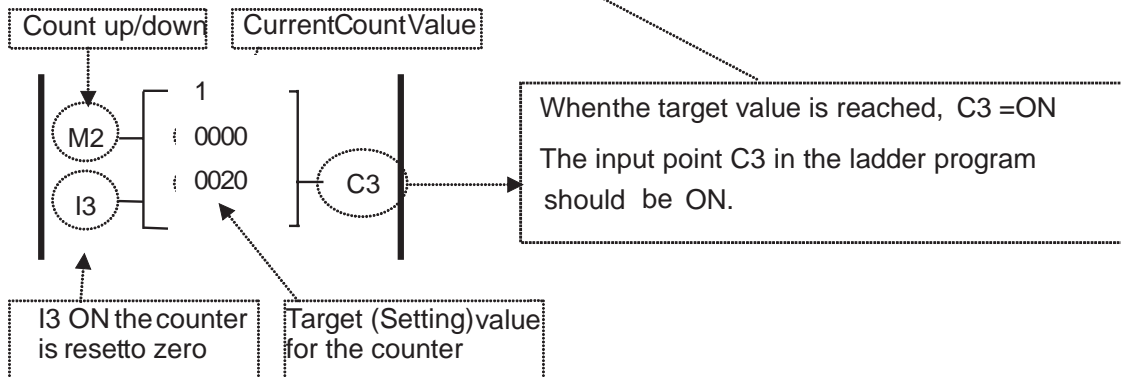 Count up/down
CurrentCountValue
1
M2
0000
0020
I3
C3
Whenthe target value is reached, C3 =ON
The input point C3 in the ladder program
should be ON.
I3 ON thecounter
is resetto zero
Target (Setting)value
for the counter